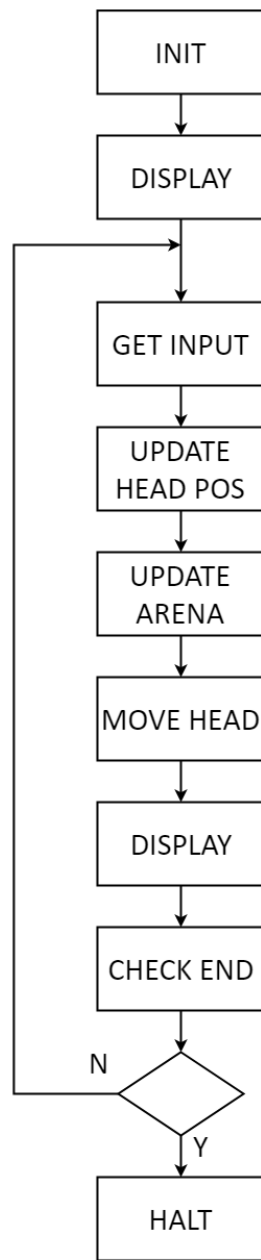 INIT
DISPLAY
GET INPUT
UPDATE
HEAD POS
UPDATE
ARENA
MOVE HEAD
DISPLAY
CHECK END
N
Y
HALT